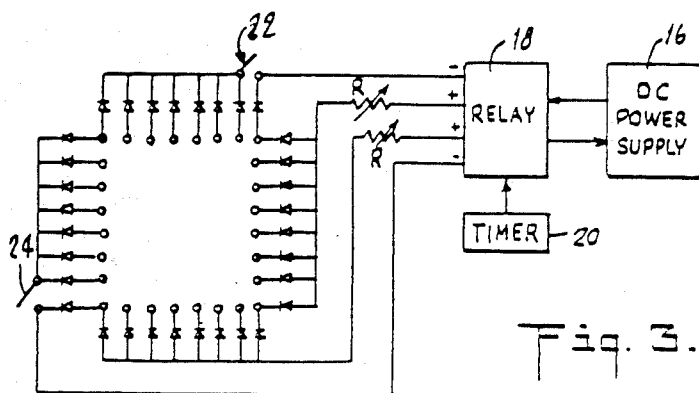 22
18
16
-
+
R
RELAY
DC
POWER
SUPPLY
+
R
-
24
TIMER
20
Fig. 3.